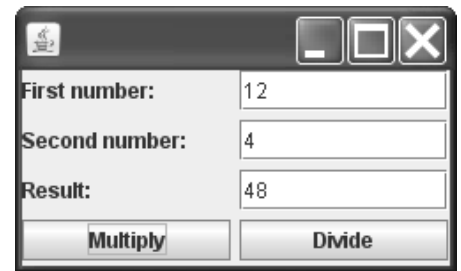 First number: 12
Second number: 4
Result: 48
Multiply Divide